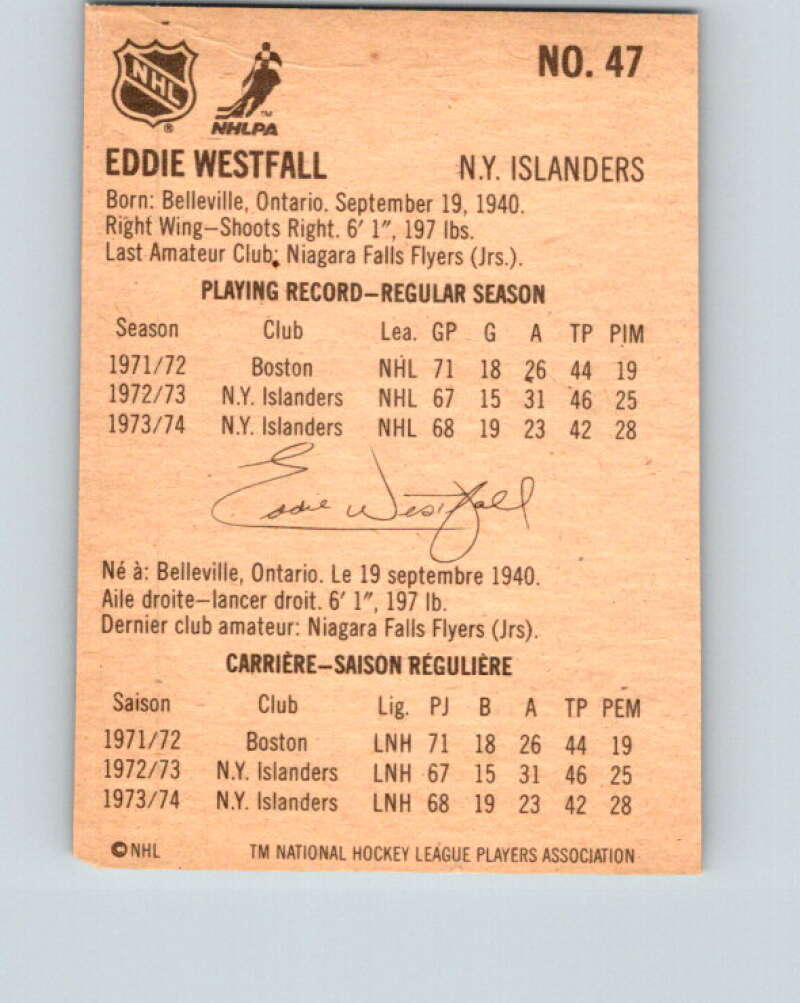 NO. 47
NHL
®
TM
NHLPA
EDDIE WESTFALL N.Y. ISLANDERS
Born: Belleville, Ontario. September 19, 1940.
Right Wing—Shoots Right. 6′ 1″, 197 lbs.
Last Amateur Club: Niagara Falls Flyers (Jrs.).
PLAYING RECORD—REGULAR SEASON
Season Club Lea. GP G A TP PIM
1971/72 Boston NHL 71 18 26 44 19
1972/73 N.Y. Islanders NHL 67 15 31 46 25
1973/74 N.Y. Islanders NHL 68 19 23 42 28
Eddie Westfall
Né à: Belleville, Ontario. Le 19 septembre 1940.
Aile droite—lancer droit. 6′ 1″, 197 lb.
Dernier club amateur: Niagara Falls Flyers (Jrs).
CARRIÈRE—SAISON RÉGULIÈRE
Saison Club Lig. PJ B A TP PEM
1971/72 Boston LNH 71 18 26 44 19
1972/73 N.Y. Islanders LNH 67 15 31 46 25
1973/74 N.Y. Islanders LNH 68 19 23 42 28
©NHL TM NATIONAL HOCKEY LEAGUE PLAYERS ASSOCIATION